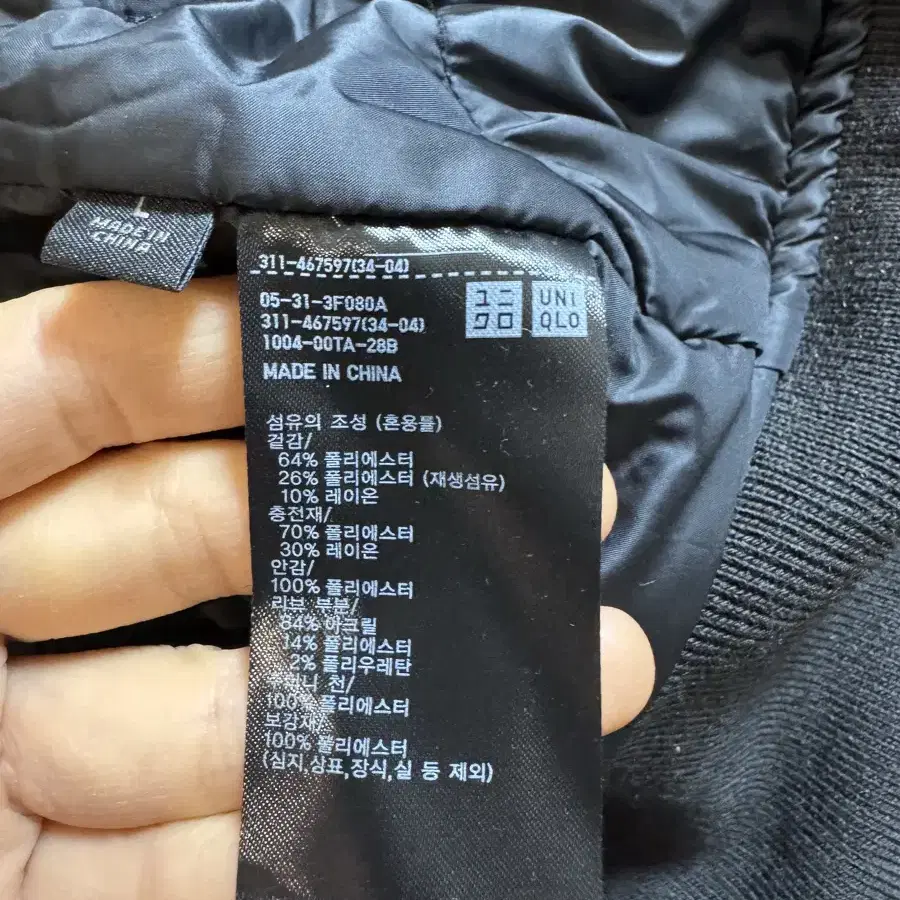 L
MADE IN
CHINA
311-467597(34-04)
05-31-3F080A
311-467597(34-04)
1004-00TA-28B
MADE IN CHINA
ユニ
クロ
UNI
QLO
섬유의 조성 (혼용률)
겉감/
64% 폴리에스터
26% 폴리에스터 (재생섬유)
10% 레이온
충전재/
70% 폴리에스터
30% 레이온
안감/
100% 폴리에스터
리브 부분/
84% 아크릴
14% 폴리에스터
2% 폴리우레탄
주머니 천/
100% 폴리에스터
보강재/
100% 폴리에스터
(심지,상표,장식,실 등 제외)